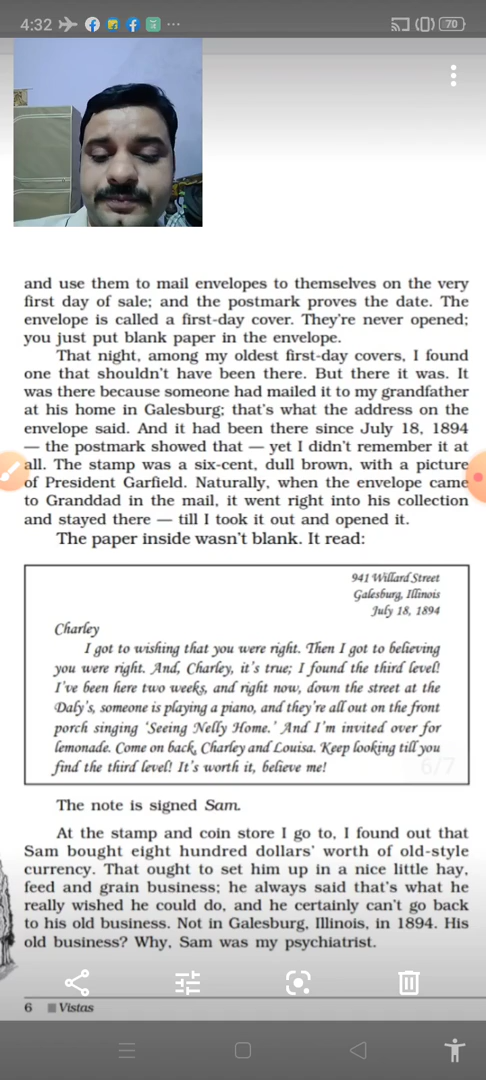 4:32
70
and use them to mail envelopes to themselves on the very
first day of sale; and the postmark proves the date. The
envelope is called a first-day cover. They're never opened;
you just put blank paper in the envelope.
That night, among my oldest first-day covers, I found
one that shouldn't have been there. But there it was. It
was there because someone had mailed it to my grandfather
at his home in Galesburg; that's what the address on the
envelope said. And it had been there since July 18, 1894
— the postmark showed that — yet I didn't remember it at
all. The stamp was a six-cent, dull brown, with a picture
of President Garfield. Naturally, when the envelope came
to Granddad in the mail, it went right into his collection
and stayed there — till I took it out and opened it.
The paper inside wasn't blank. It read:
941 Willard Street
Galesburg, Illinois
July 18, 1894
Charley
I got to wishing that you were right. Then I got to believing
you were right. And, Charley, it's true; I found the third level!
I've been here two weeks, and right now, down the street at the
Daly's, someone is playing a piano, and they're all out on the front
porch singing 'Seeing Nelly Home.' And I'm invited over for
lemonade. Come on back, Charley and Louisa. Keep looking till you
find the third level! It's worth it, believe me!
6/7
The note is signed Sam.
At the stamp and coin store I go to, I found out that
Sam bought eight hundred dollars' worth of old-style
currency. That ought to set him up in a nice little hay,
feed and grain business; he always said that's what he
really wished he could do, and he certainly can't go back
to his old business. Not in Galesburg, Illinois, in 1894. His
old business? Why, Sam was my psychiatrist.
6 Vistas